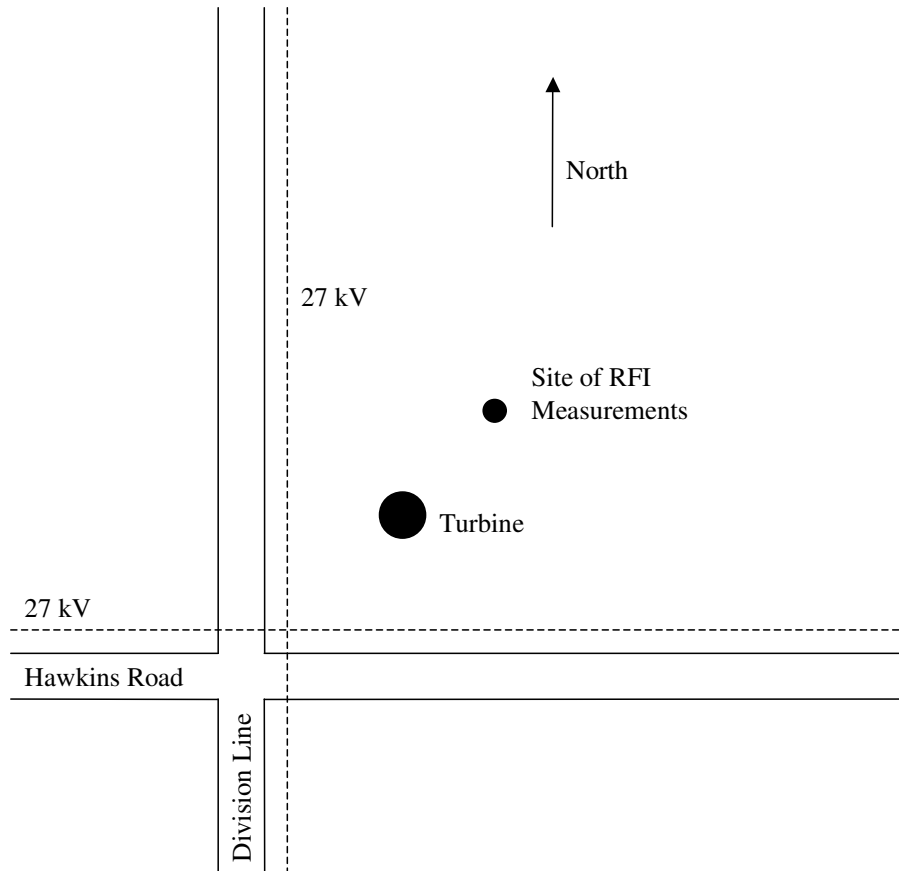 North
27 kV
Site of RFI
Measurements
Turbine
27 kV
Hawkins Road
Division Line